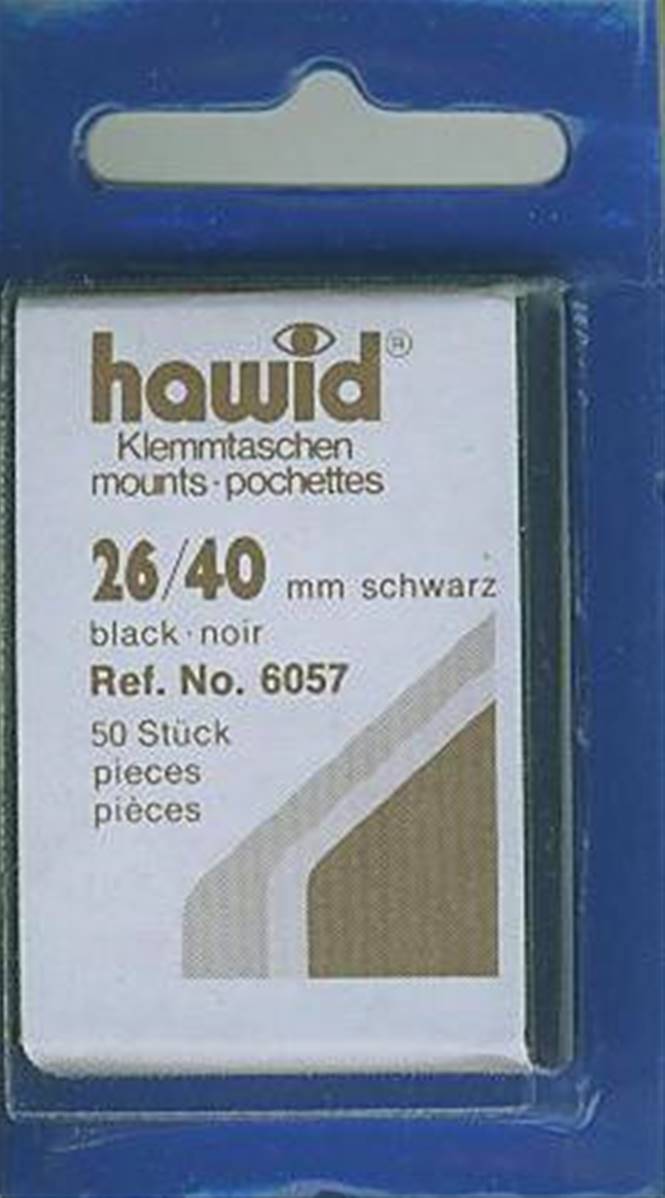 hawid®
Klemmtaschen
mounts·pochettes
26/40 mm schwarz
black·noir
Ref. No. 6057
50 Stück
pieces
pièces